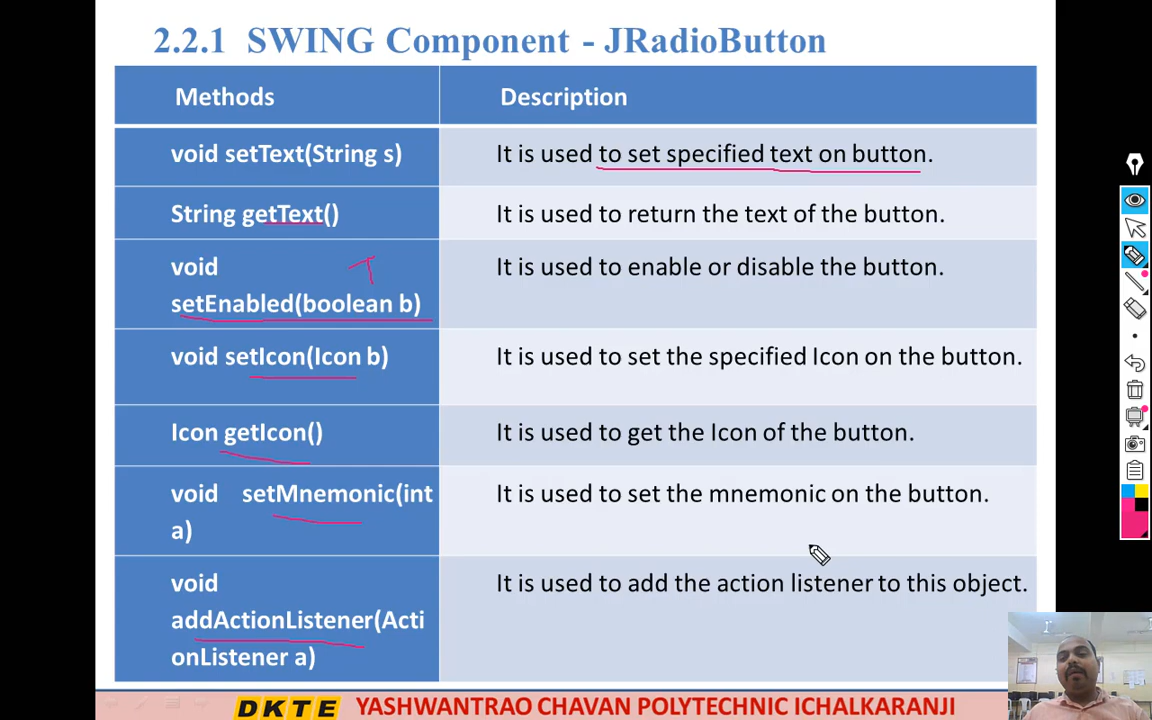 2.2.1 SWING Component - JRadioButton
Methods
Description
void setText(String s)
It is used to set specified text on button.
String getText()
It is used to return the text of the button.
void
setEnabled(boolean b)
It is used to enable or disable the button.
void setIcon(Icon b)
It is used to set the specified Icon on the button.
Icon getIcon()
It is used to get the Icon of the button.
void setMnemonic(int
a)
It is used to set the mnemonic on the button.
void
addActionListener(Acti
onListener a)
It is used to add the action listener to this object.
DKTE YASHWANTRAO CHAVAN POLYTECHNIC ICHALKARANJI